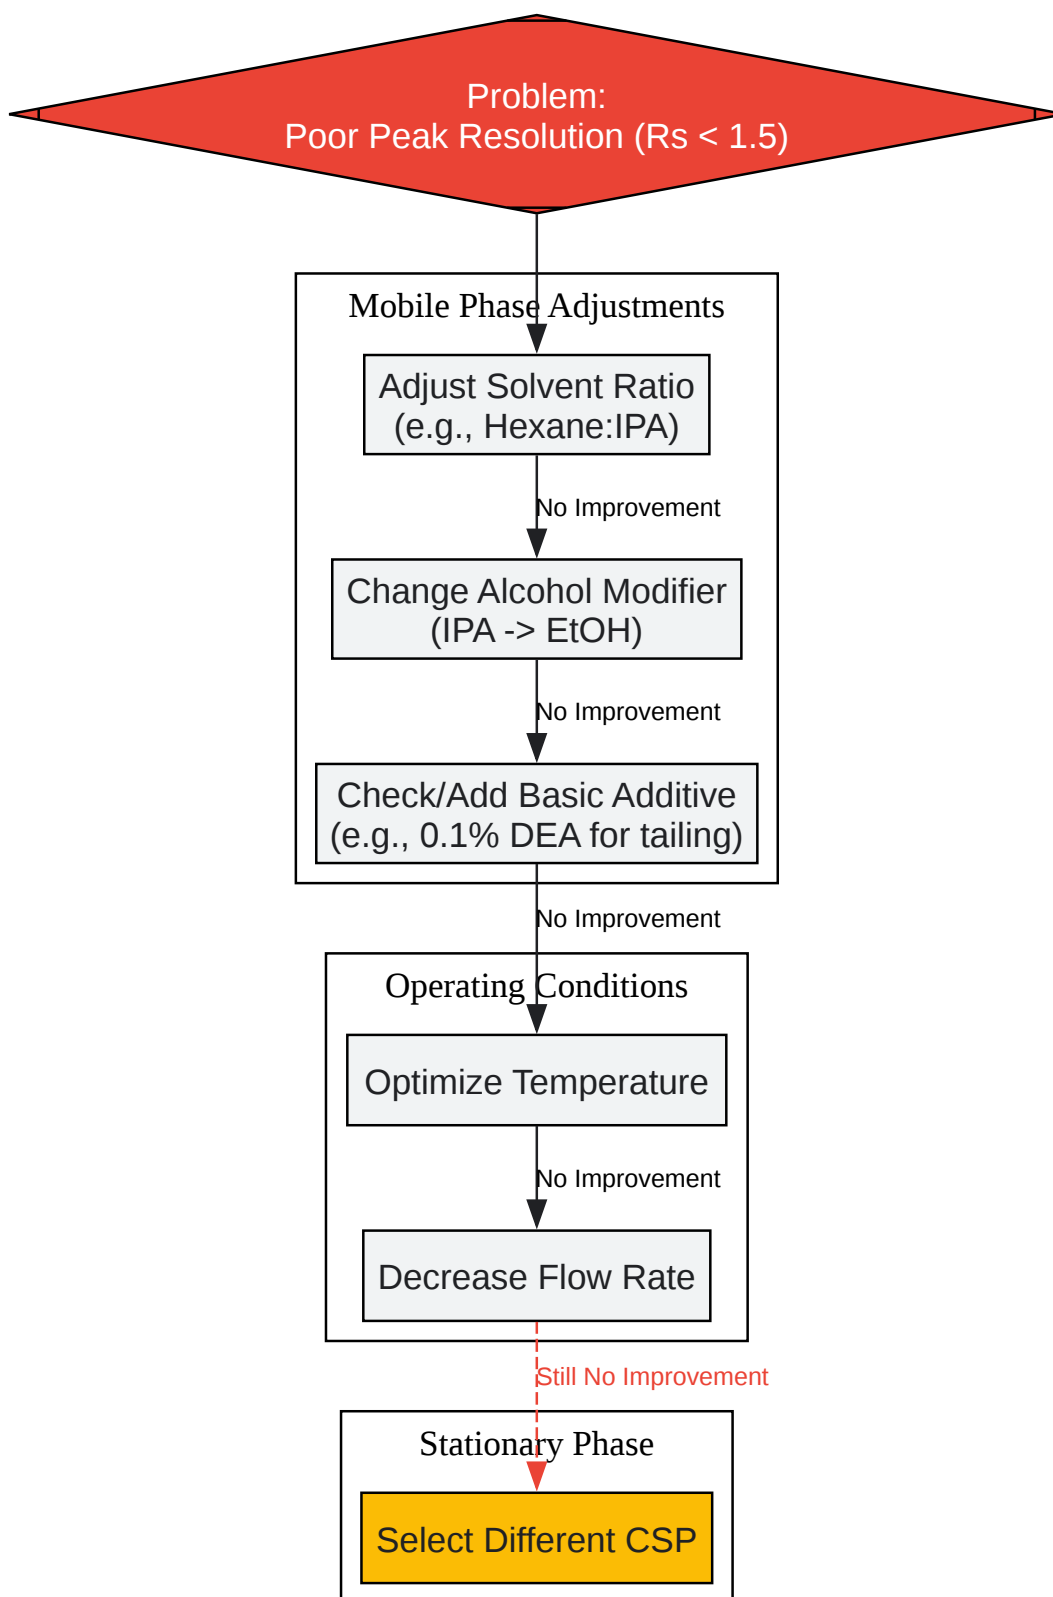 Problem:
Poor Peak Resolution (Rs < 1.5)
Mobile Phase Adjustments
Adjust Solvent Ratio
(e.g., Hexane:IPA)
No Improvement
Change Alcohol Modifier
(IPA -> EtOH)
No Improvement
Check/Add Basic Additive
(e.g., 0.1% DEA for tailing)
No Improvement
Operating Conditions
Optimize Temperature
No Improvement
Decrease Flow Rate
Still No Improvement
Stationary Phase
Select Different CSP